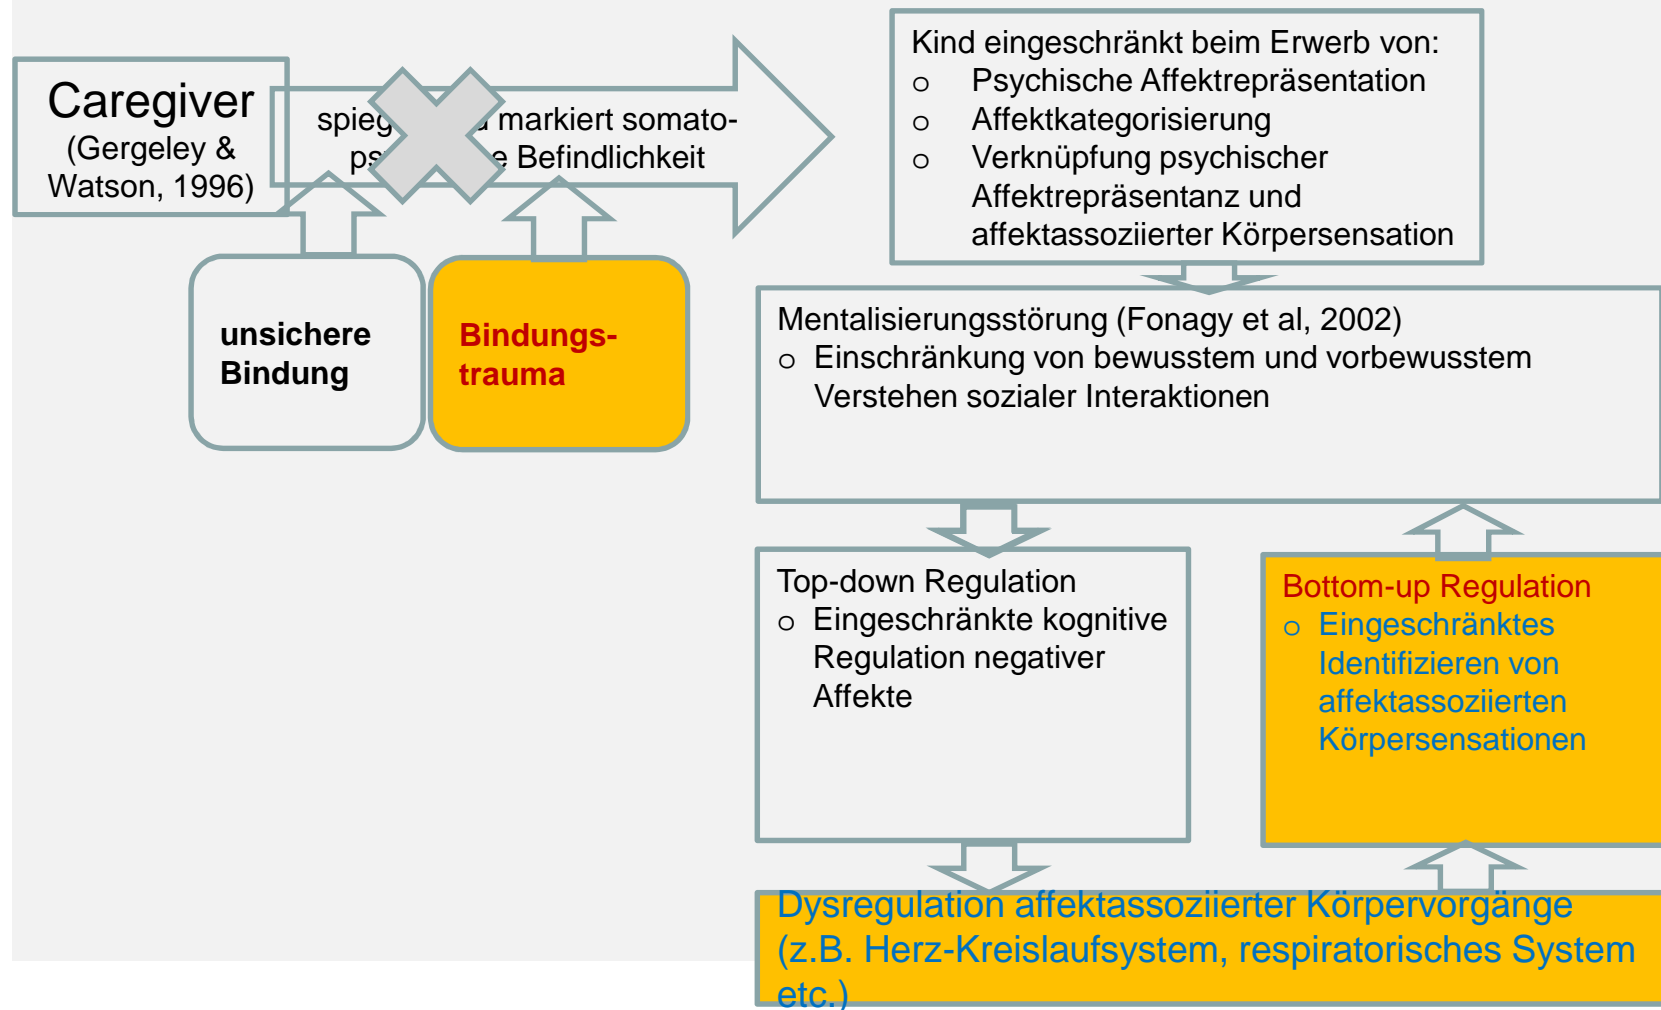 Caregiver
(Gergeley &
Watson, 1996)
markiert somato-
Befindlichkeit
unsichere
Bindung
Bindungs-
trauma
Kind eingeschränkt beim Erwerb von:
o Psychische Affektrepräsentation
o Affektkategorisierung
o Verknüpfung psychischer
Affektrepräsentanz und
affektassoziierter Körpersensation
Mentalisierungsstörung (Fonagy et al, 2002)
o Einschränkung von bewusstem und vorbewusstem
Verstehen sozialer Interaktionen
Top-down Regulation
o Eingeschränkte kognitive
Regulation negativer
Affekte
Bottom-up Regulation
o Eingeschränktes
Identifizieren von
affektassoziierten
Körpersensationen
Dysregulation affektassoziierter Körpervorgänge
(z.B. Herz-Kreislaufsystem, respiratorisches System
etc.)